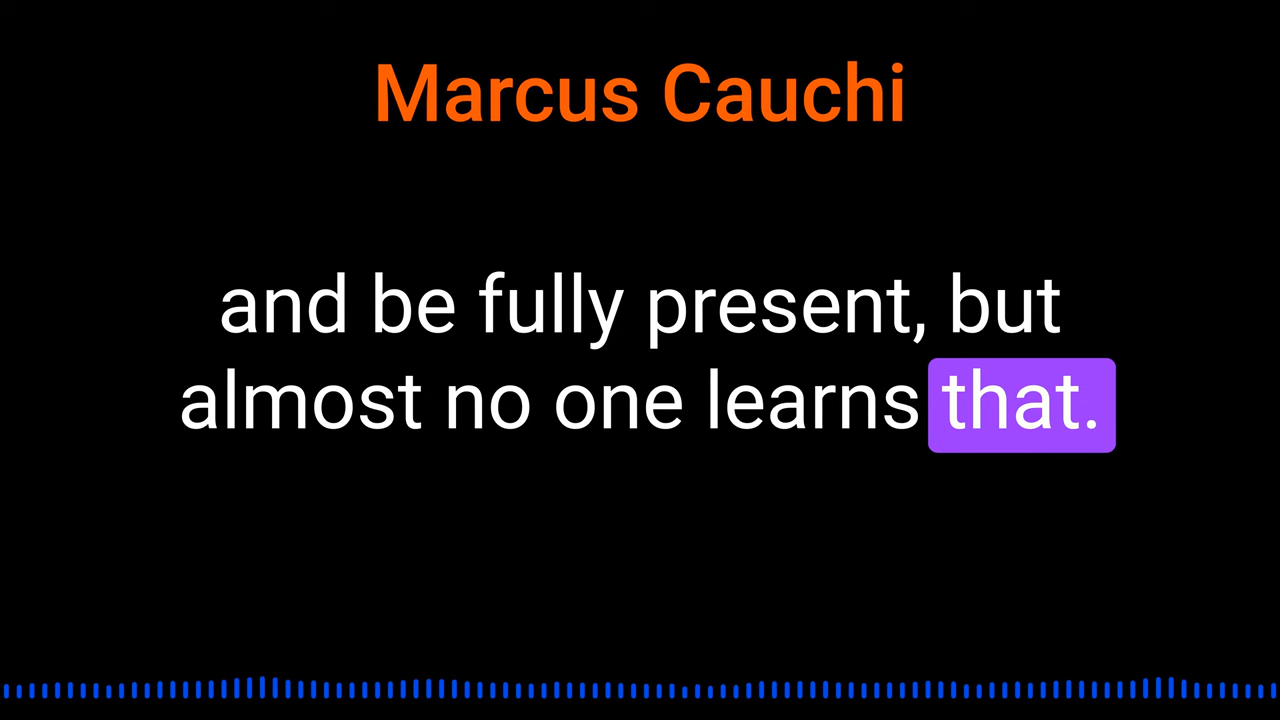 Marcus Cauchi
and be fully present, but
almost no one learns that.